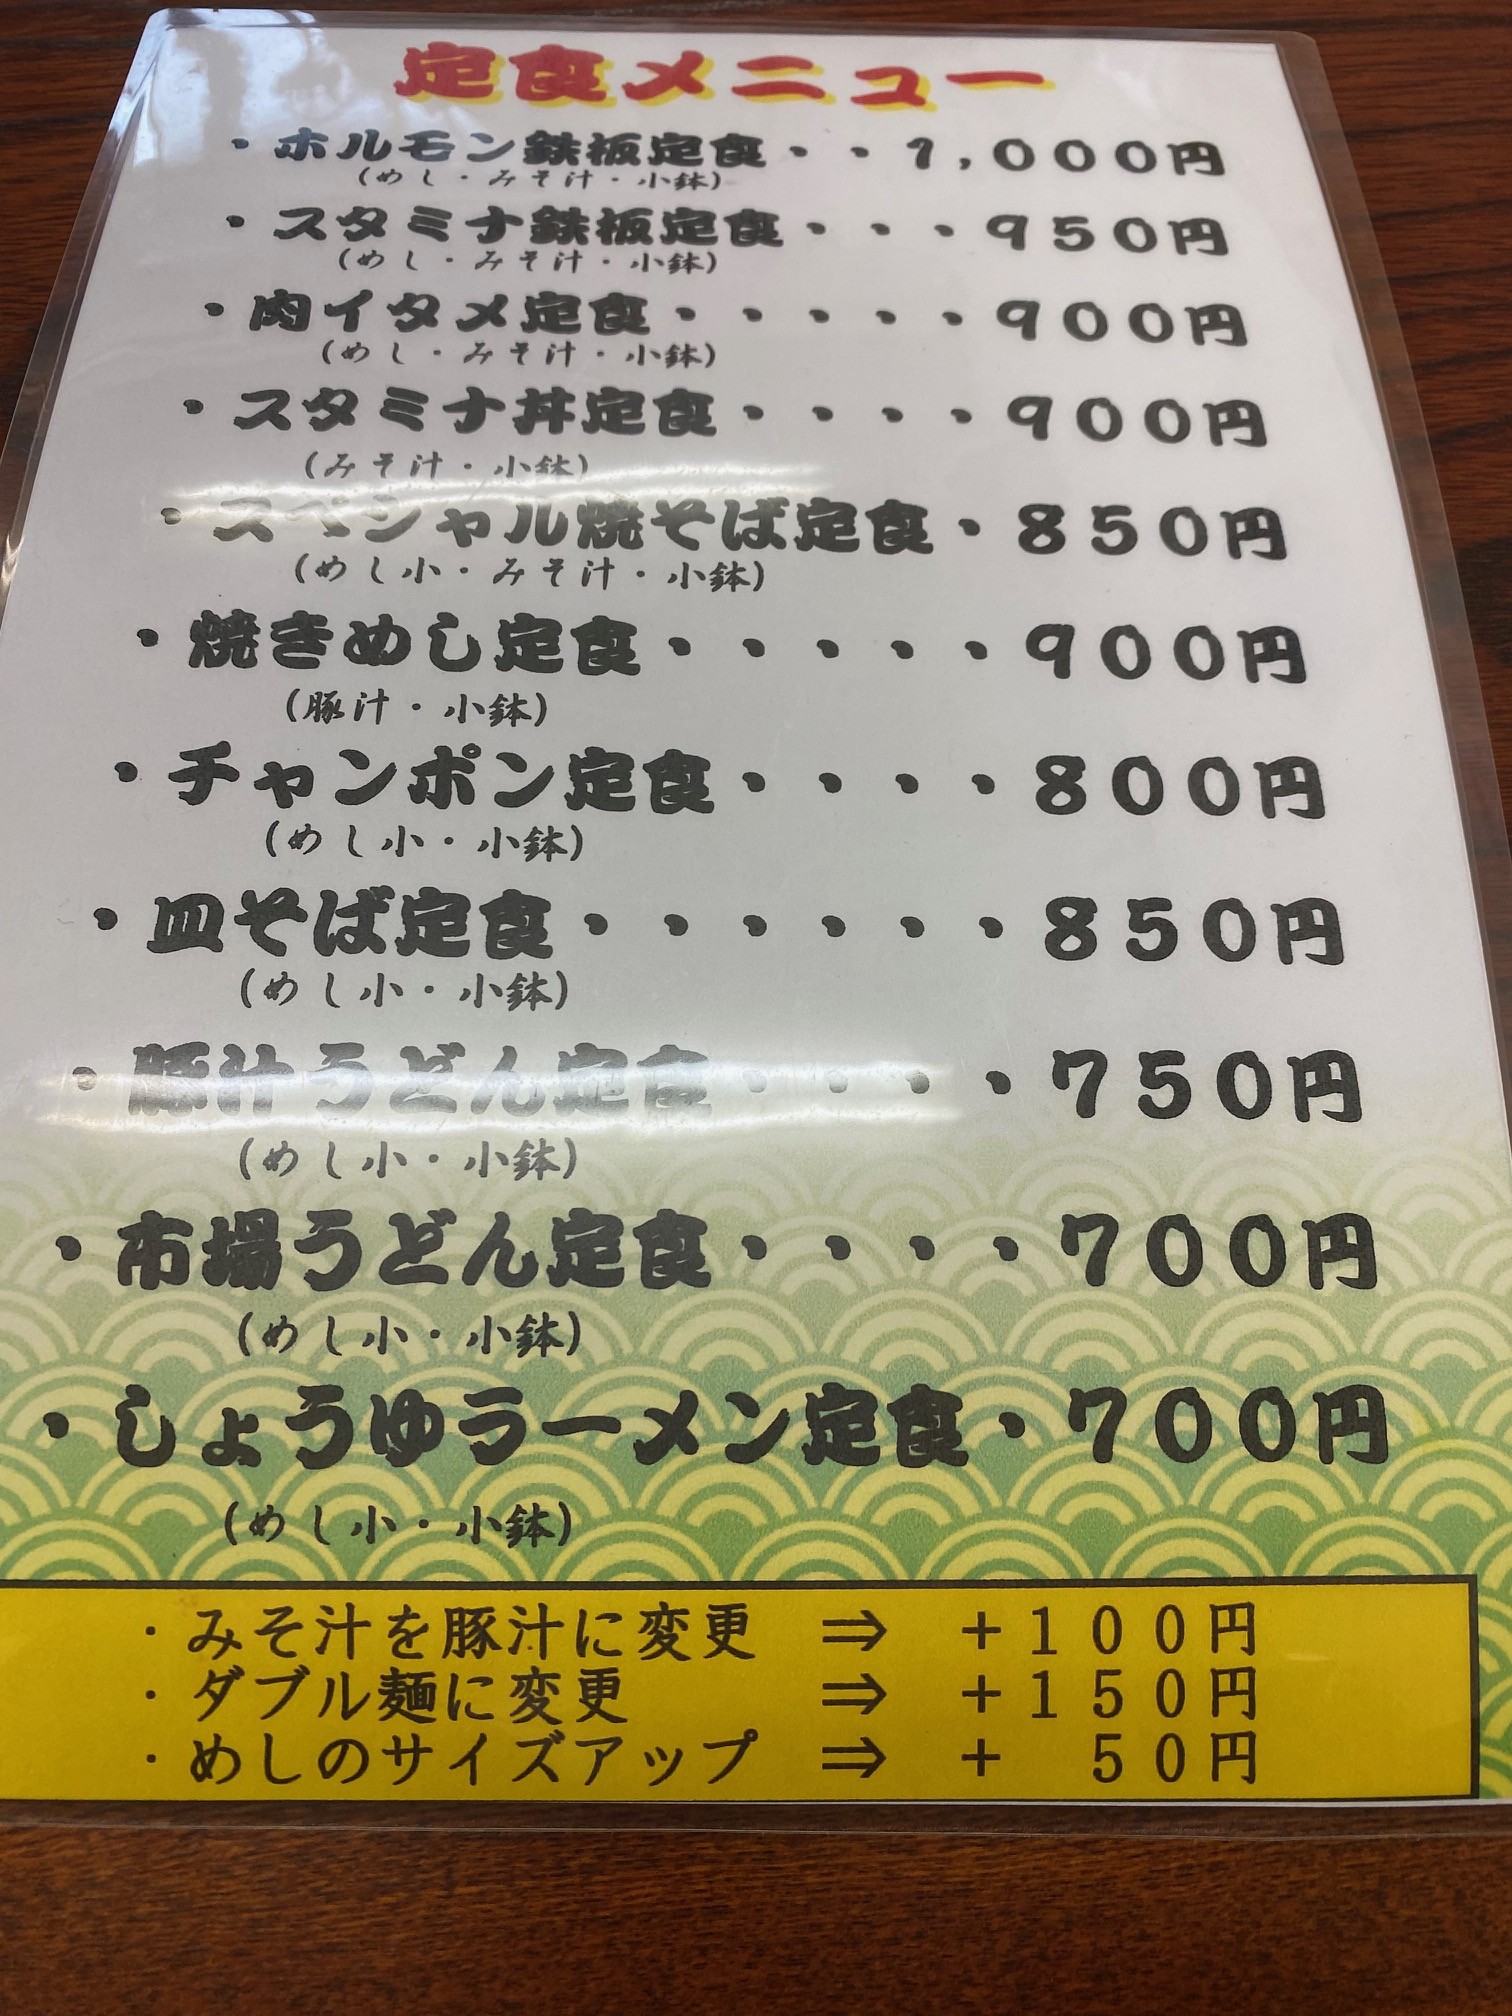 定食メニュー
・ホルモン鉄板定食・・1,000円
(めし・みそ汁・小鉢)
・スタミナ鉄板定食・・・950円
(めし・みそ汁・小鉢)
・肉イタメ定食・・・・・900円
(めし・みそ汁・小鉢)
・スタミナ丼定食・・・・900円
(みそ汁・小鉢)
・スペシャル焼そば定食・850円
(めし小・みそ汁・小鉢)
・焼きめし定食・・・・・900円
(豚汁・小鉢)
・チャンポン定食・・・・800円
(めし小・小鉢)
・皿そば定食・・・・・・850円
(めし小・小鉢)
・豚汁うどん定食・・・・750円
(めし小・小鉢)
・市場うどん定食・・・・700円
(めし小・小鉢)
・しょうゆラーメン定食・700円
(めし小・小鉢)
・みそ汁を豚汁に変更 ⇒ +100円
・ダブル麺に変更 ⇒ +150円
・めしのサイズアップ ⇒ + 50円